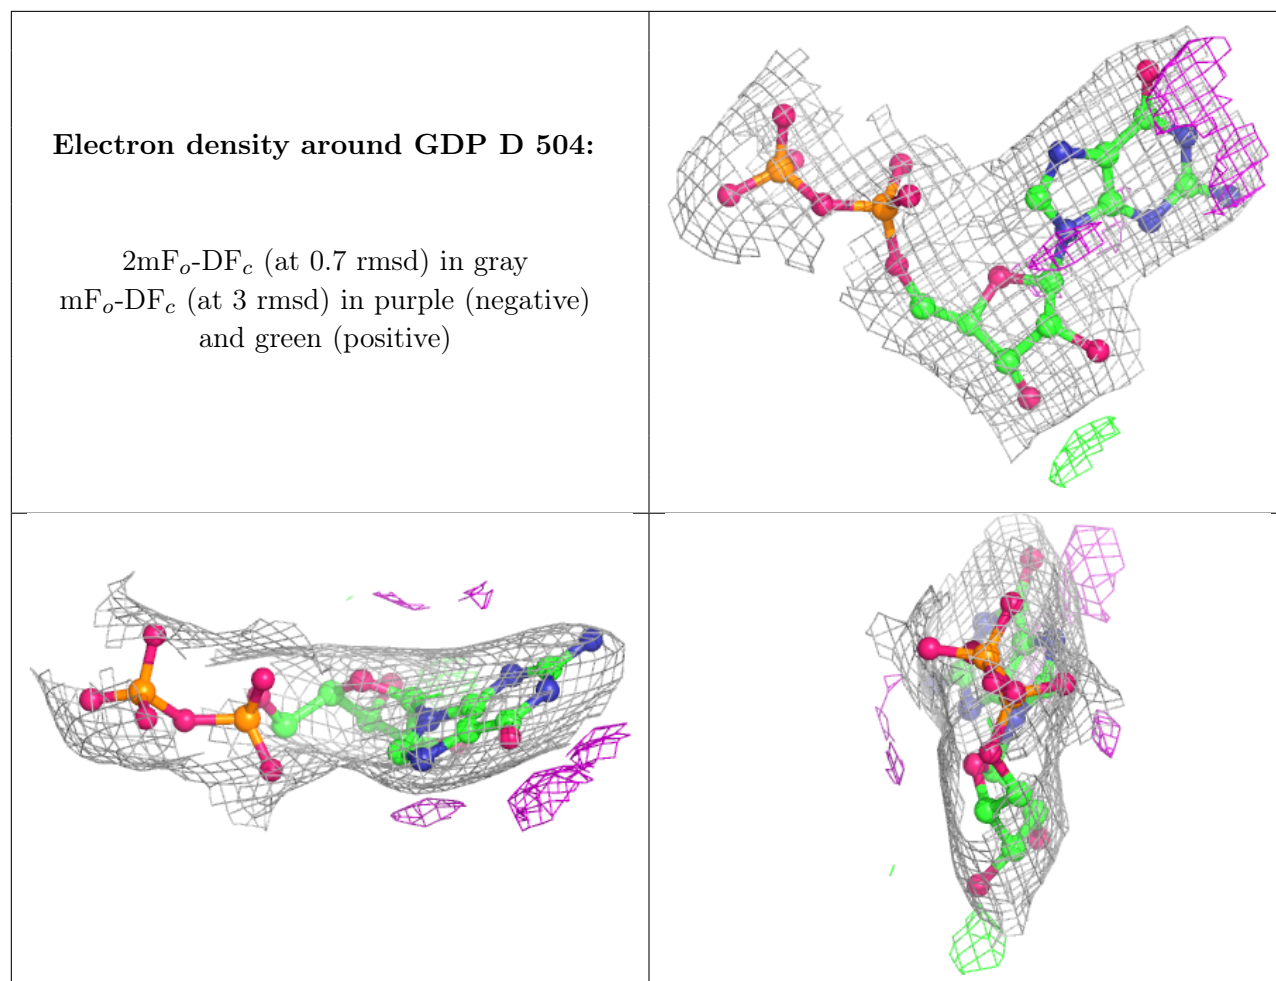 Electron density around GDP D 504:
2mFo-DFc (at 0.7 rmsd) in gray
mFo-DFc (at 3 rmsd) in purple (negative)
and green (positive)